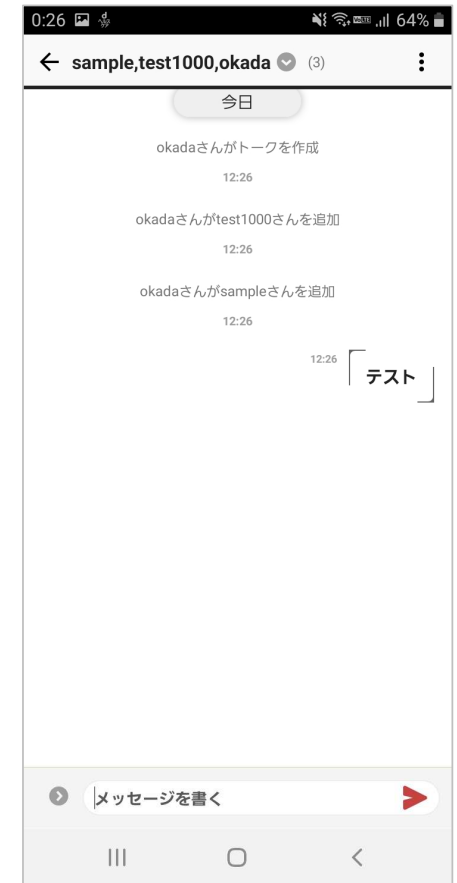 0:26 64%
sample,test1000,okada (3)
今日
okadaさんがトークを作成
12:26
okadaさんがtest1000さんを追加
12:26
okadaさんがsampleさんを追加
12:26
12:26 テスト
メッセージを書く